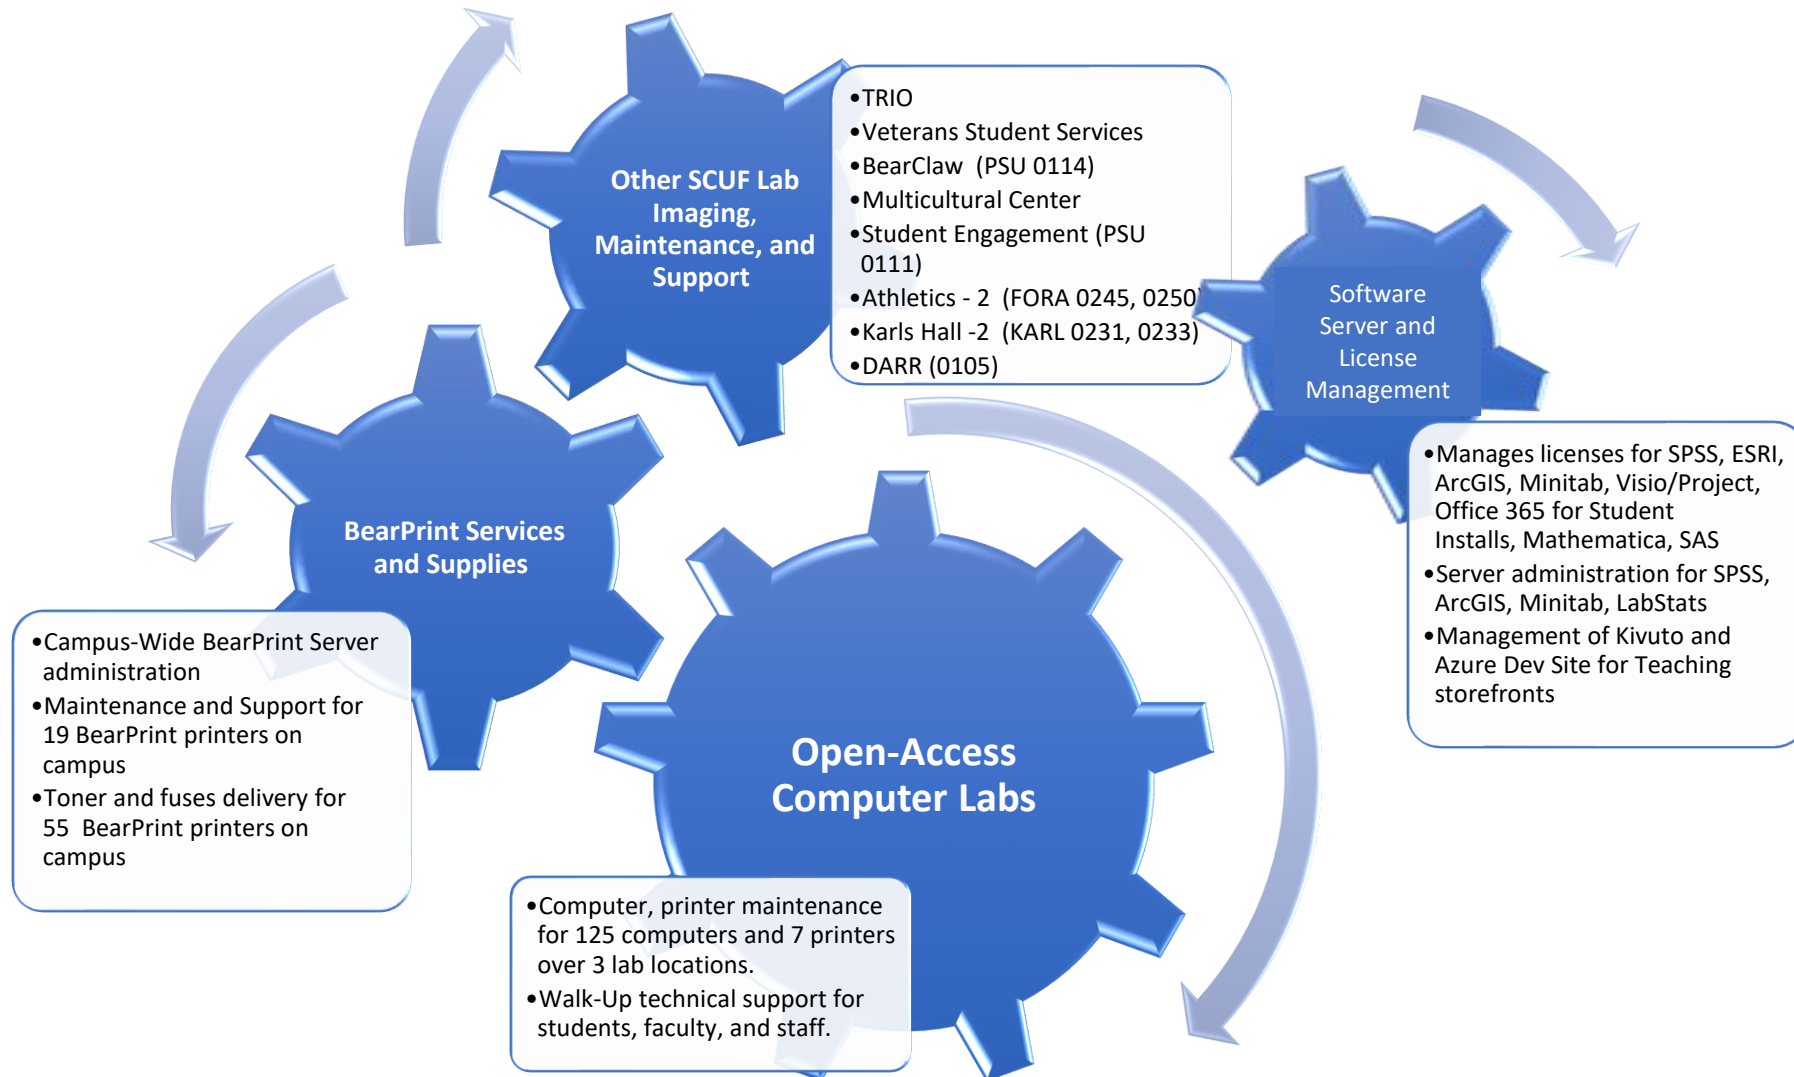 Other SCUF Lab
Imaging,
Maintenance, and
Support
•TRIO
•Veterans Student Services
•BearClaw  (PSU 0114)
•Multicultural Center
•Student Engagement (PSU
0111)
•Athletics - 2  (FORA 0245, 0250)
•Karls Hall -2  (KARL 0231, 0233)
•DARR (0105)
Software
Server and
License
Management
•Manages licenses for SPSS, ESRI,
ArcGIS, Minitab, Visio/Project,
Office 365 for Student
Installs, Mathematica, SAS
•Server administration for SPSS,
ArcGIS, Minitab, LabStats
•Management of Kivuto and
Azure Dev Site for Teaching
storefronts
BearPrint Services
and Supplies
•Campus-Wide BearPrint Server
administration
•Maintenance and Support for
19 BearPrint printers on
campus
•Toner and fuses delivery for
55  BearPrint printers on
campus
Open-Access
Computer Labs
•Computer, printer maintenance
for 125 computers and 7 printers
over 3 lab locations.
•Walk-Up technical support for
students, faculty, and staff.